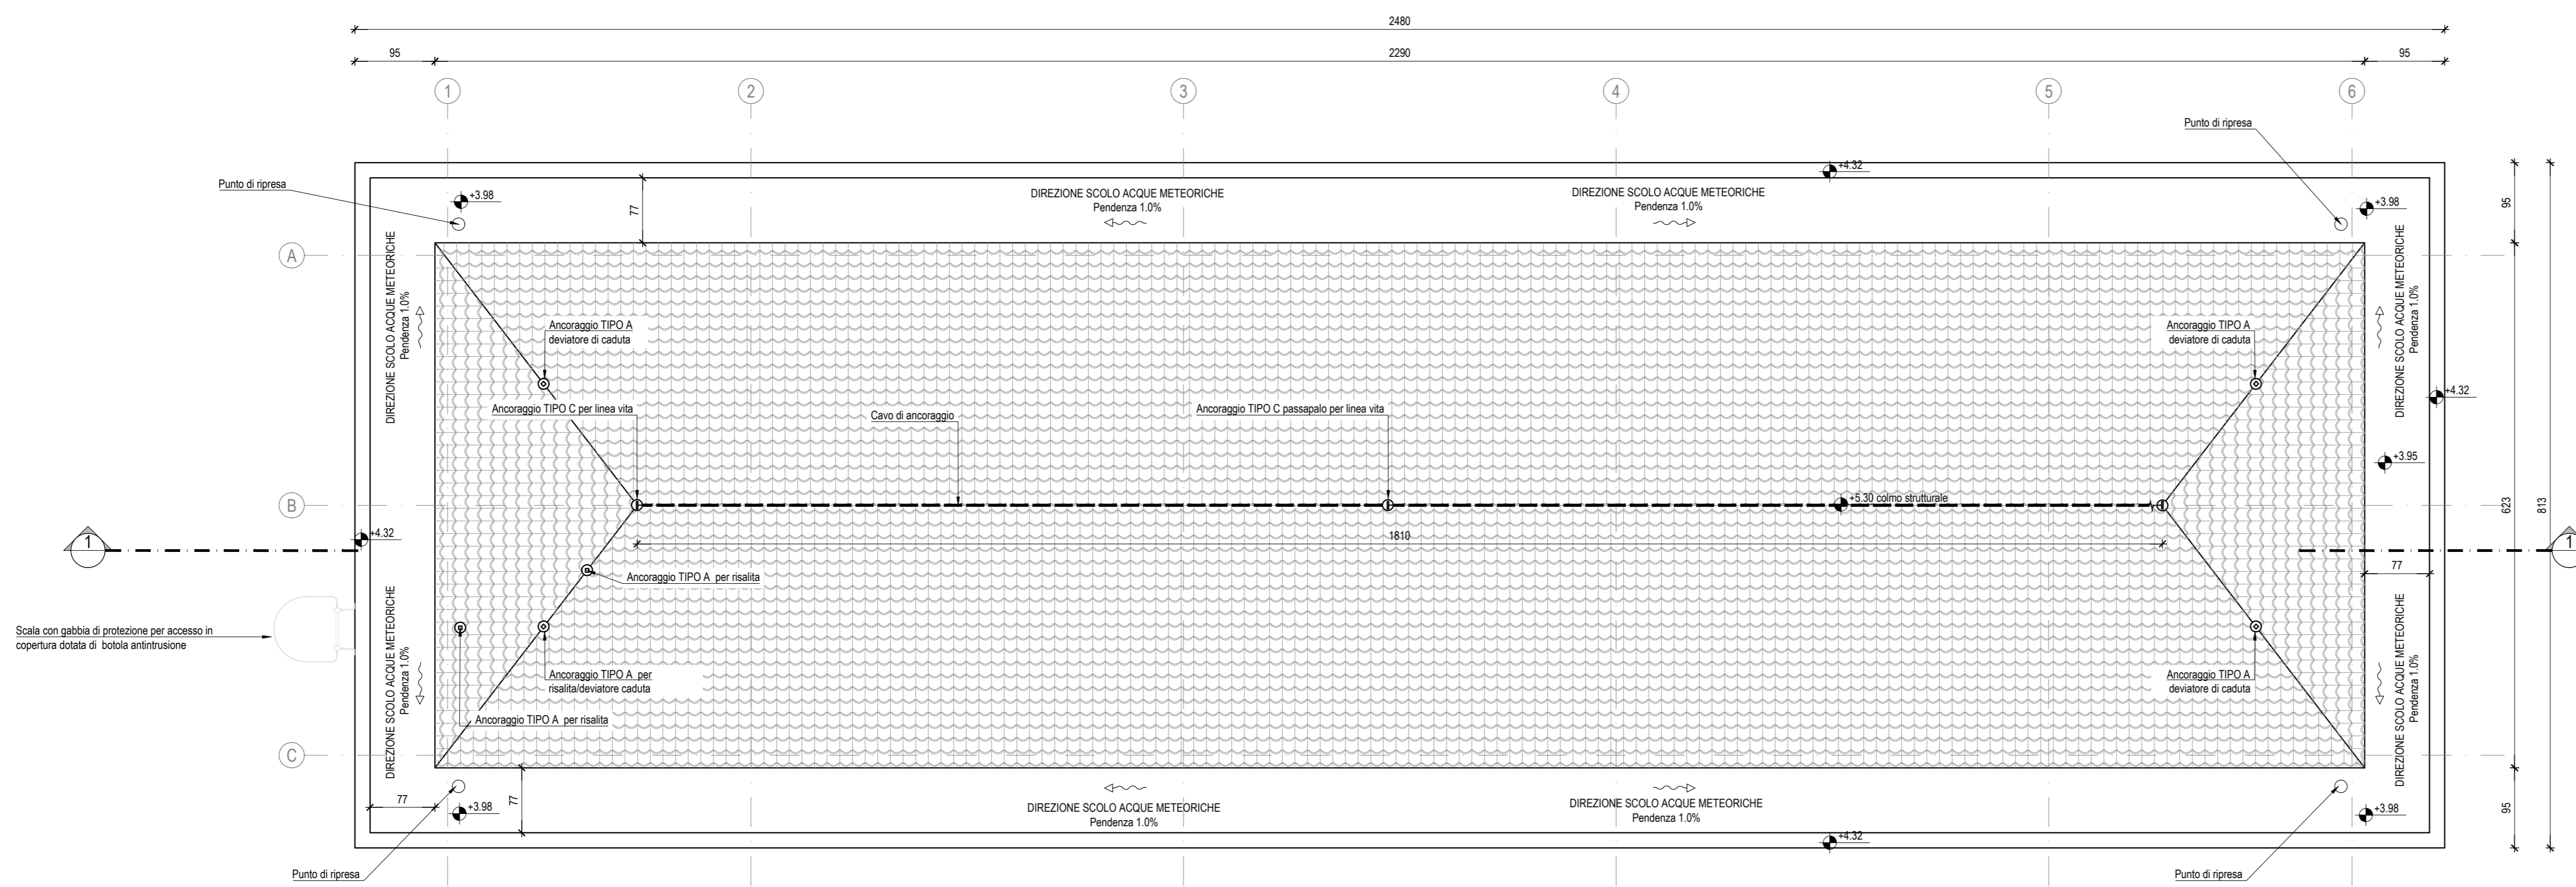 2480
95
2290
95
1
2
3
4
5
6
Punto di ripresa
Punto di ripresa
+3.98
77
DIREZIONE SCOLO ACQUE METEORICHE
Pendenza 1.0%
DIREZIONE SCOLO ACQUE METEORICHE
Pendenza 1.0%
+4.32
+3.98
95
A
DIREZIONE SCOLO ACQUE METEORICHE
Pendenza 1.0%
Ancoraggio TIPO A
deviatore di caduta
Ancoraggio TIPO A
deviatore di caduta
DIREZIONE SCOLO ACQUE METEORICHE
Pendenza 1.0%
+4.32
Ancoraggio TIPO C per linea vita
Cavo di ancoraggio
Ancoraggio TIPO C passapalo per linea vita
+3.95
B
+5.30 colmo strutturale
623
813
1
+4.32
1810
1
77
Ancoraggio TIPO A per risalita
Scala con gabbia di protezione per accesso in
copertura dotata di botola antintrusione
DIREZIONE SCOLO ACQUE METEORICHE
Pendenza 1.0%
Ancoraggio TIPO A per
risalita/deviatore caduta
Ancoraggio TIPO A per risalita
Ancoraggio TIPO A
deviatore di caduta
DIREZIONE SCOLO ACQUE METEORICHE
Pendenza 1.0%
C
77
+3.98
77
DIREZIONE SCOLO ACQUE METEORICHE
Pendenza 1.0%
DIREZIONE SCOLO ACQUE METEORICHE
Pendenza 1.0%
+4.32
+3.98
95
Punto di ripresa
Punto di ripresa